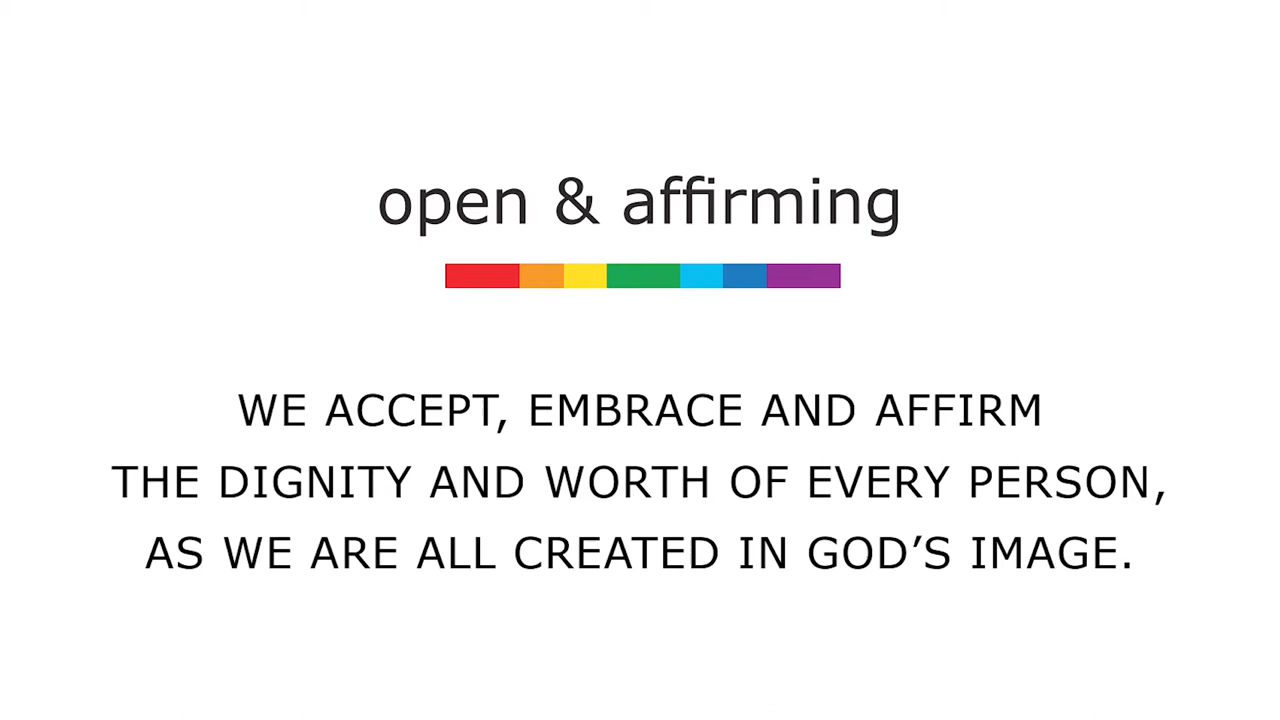 open & affirming
WE ACCEPT, EMBRACE AND AFFIRM
THE DIGNITY AND WORTH OF EVERY PERSON,
AS WE ARE ALL CREATED IN GOD’S IMAGE.